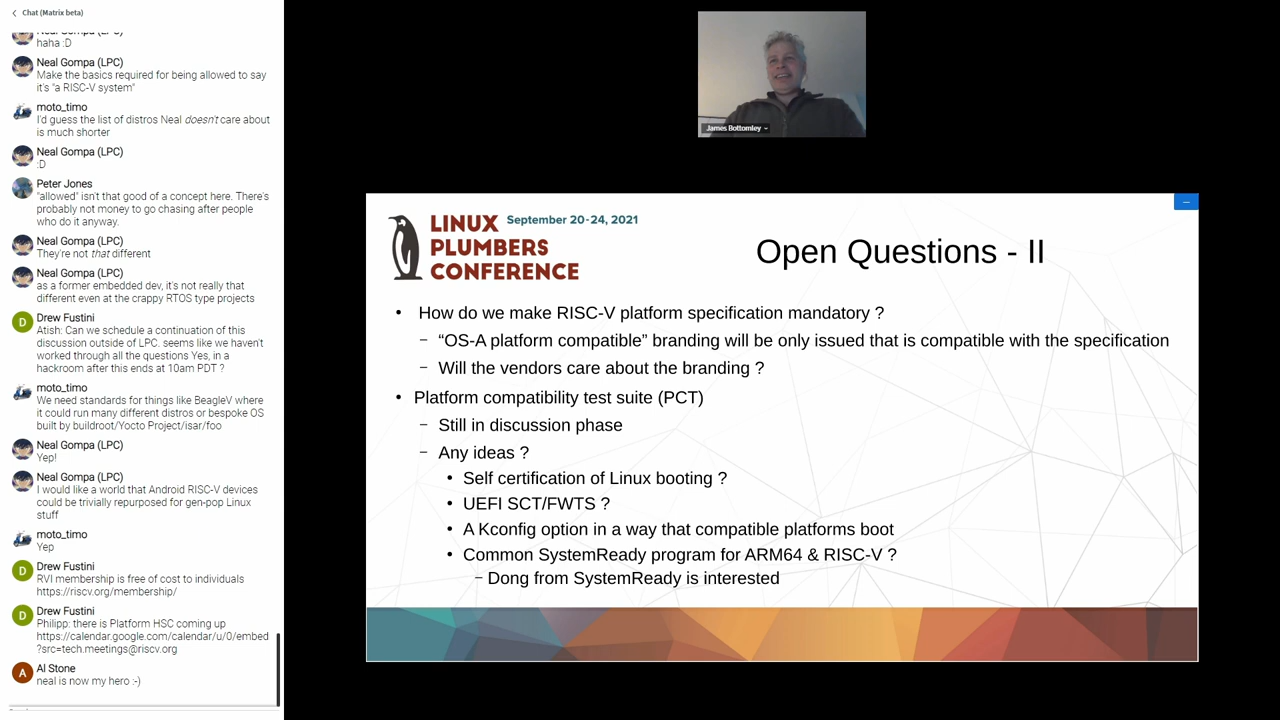 Chat (Matrix beta)
Neal Gompa (LPC)
haha :D
Neal Gompa (LPC)
Make the basics required for being allowed to say
it's "a RISC-V system"
moto_timo
I'd guess the list of distros Neal doesn't care about
is much shorter
Neal Gompa (LPC)
:D
Peter Jones
"allowed" isn't that good of a concept here. There's
probably not money to go chasing after people
who do it anyway.
Neal Gompa (LPC)
They're not that different
Neal Gompa (LPC)
as a former embedded dev, it's not really that
different even at the crappy RTOS type projects
D
Drew Fustini
Atish: Can we schedule a continuation of this
discussion outside of LPC. seems like we haven't
worked through all the questions Yes, in a
hackroom after this ends at 10am PDT ?
moto_timo
We need standards for things like BeagleV where
it could run many different distros or bespoke OS
built by buildroot/Yocto Project/isar/foo
Neal Gompa (LPC)
Yep!
Neal Gompa (LPC)
I would like a world that Android RISC-V devices
could be trivially repurposed for gen-pop Linux
stuff
moto_timo
Yep
D
Drew Fustini
RVI membership is free of cost to individuals
https://riscv.org/membership/
D
Drew Fustini
Philipp: there is Platform HSC coming up
https://calendar.google.com/calendar/u/0/embed
?src=tech.meetings@riscv.org
A
Al Stone
neal is now my hero :-)
James Bottomley
LINUX September 20-24, 2021
PLUMBERS
CONFERENCE
Open Questions - II
• How do we make RISC-V platform specification mandatory ?
– “OS-A platform compatible” branding will be only issued that is compatible with the specification
– Will the vendors care about the branding ?
• Platform compatibility test suite (PCT)
– Still in discussion phase
– Any ideas ?
• Self certification of Linux booting ?
• UEFI SCT/FWTS ?
• A Kconfig option in a way that compatible platforms boot
• Common SystemReady program for ARM64 & RISC-V ?
– Dong from SystemReady is interested